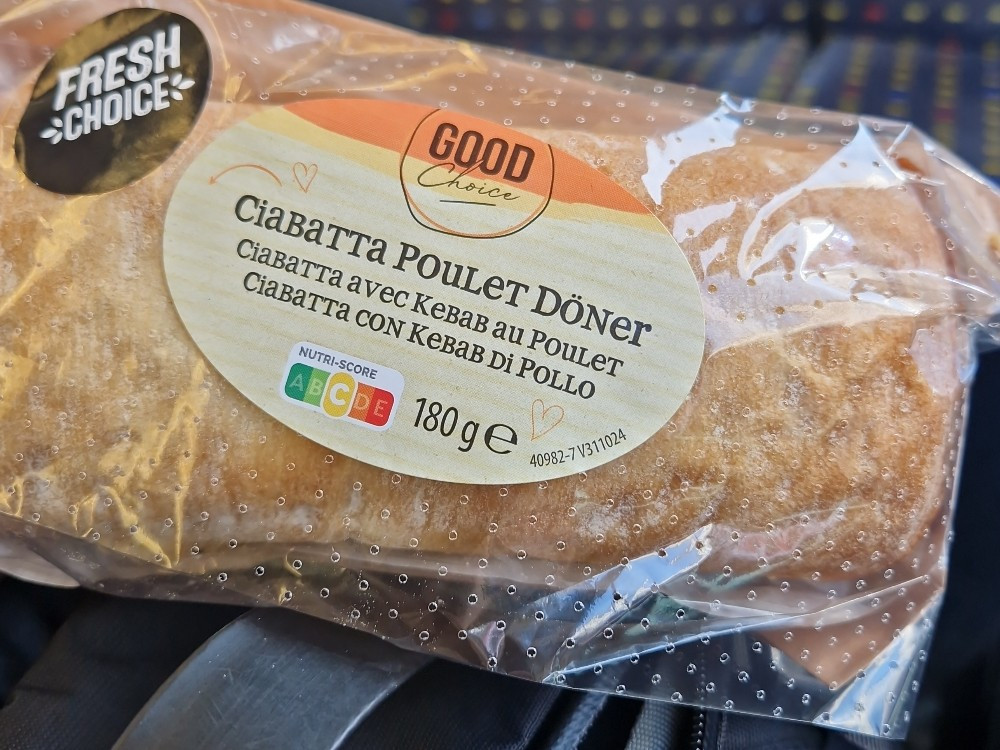 FRESH
CHOICE
GOOD
Choice
Ciabatta Poulet Döner
Ciabatta avec Kebab au Poulet
Ciabatta con Kebab di Pollo
NUTRI-SCORE
A B C D E
180 g e
40982-7 V311024